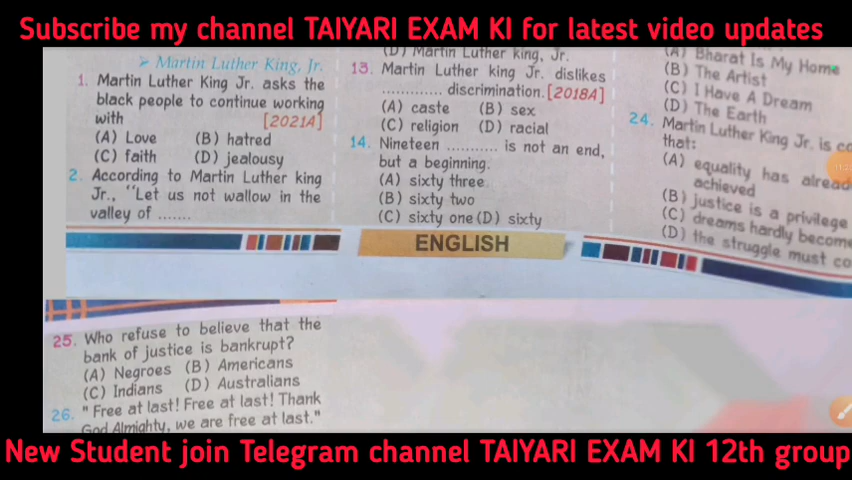 Subscribe my channel TAIYARI EXAM KI for latest video updates
➢ Martin Luther King, Jr.
1. Martin Luther King Jr. asks the
black people to continue working
with [2021A]
(A) Love (B) hatred
(C) faith (D) jealousy
2. According to Martin Luther king
Jr., "Let us not wallow in the
valley of .......
(D) Martin Luther king, Jr.
13. Martin Luther king Jr. dislikes
............. discrimination. [2018A]
(A) caste (B) sex
(C) religion (D) racial
14. Nineteen ........... is not an end,
but a beginning.
(A) sixty three
(B) sixty two
(C) sixty one (D) sixty
(A) Bharat Is My Home
(B) The Artist
(C) I Have A Dream
(D) The Earth
24. Martin Luther King Jr. is co
that:
(A) equality has alread
achieved
(B) justice is a privilege
(C) dreams hardly become
(D) the struggle must co
ENGLISH
25. Who refuse to believe that the
bank of justice is bankrupt?
(A) Negroes (B) Americans
(C) Indians (D) Australians
26. "Free at last! Free at last! Thank
God Almighty, we are free at last."
New Student join Telegram channel TAIYARI EXAM KI 12th group